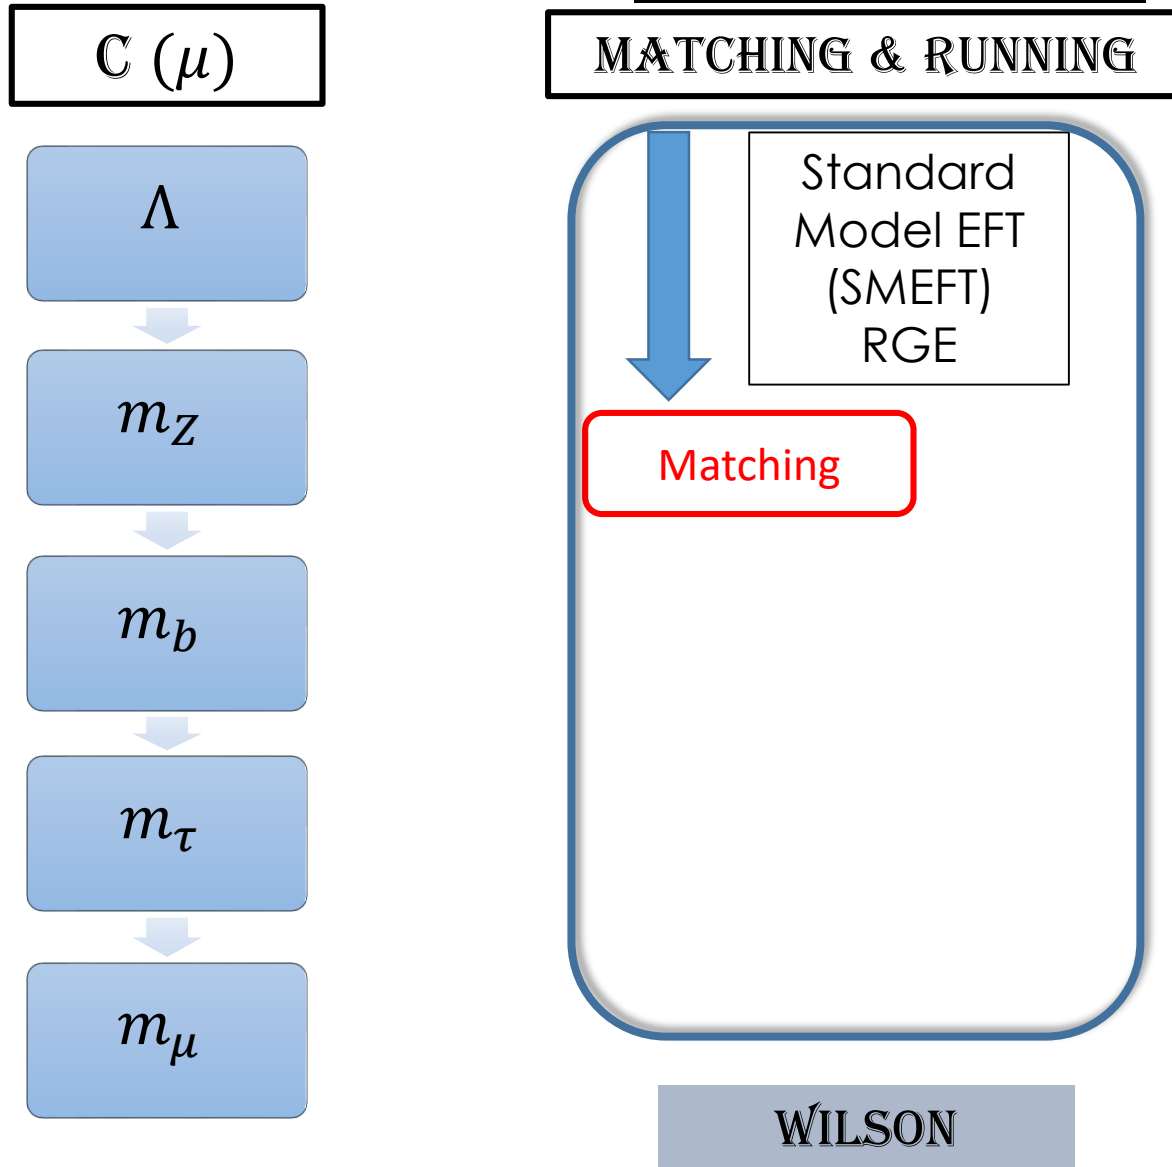 ℂ (μ)
MATCHING & RUNNING
Λ
m_Z
m_b
m_τ
m_μ
Standard
Model EFT
(SMEFT)
RGE
Matching
WILSON